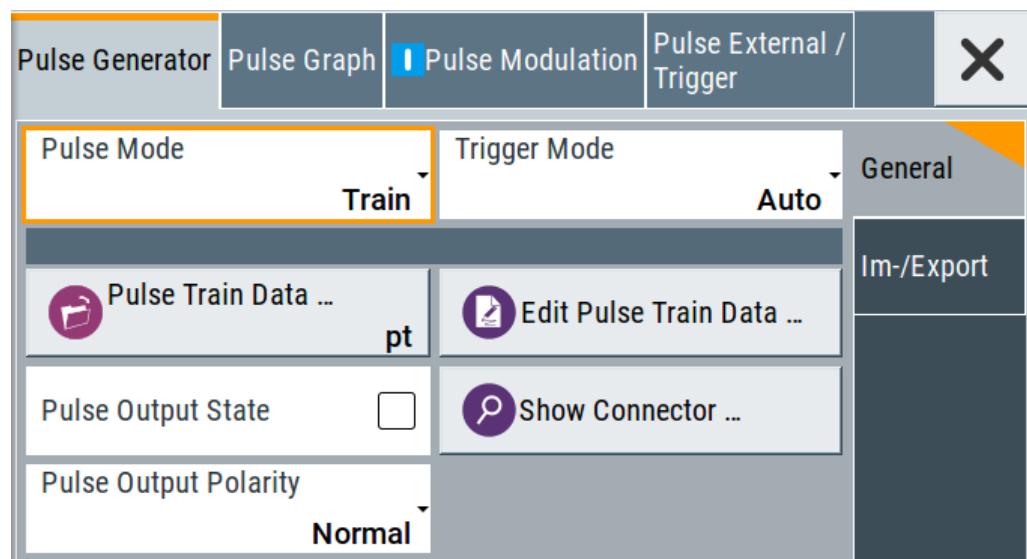 Pulse Generator
Pulse Graph
Pulse Modulation
Pulse External /
Trigger
Pulse Mode
Train
Trigger Mode
Auto
General
Im-/Export
Pulse Train Data ...
pt
Edit Pulse Train Data ...
Pulse Output State
Show Connector ...
Pulse Output Polarity
Normal